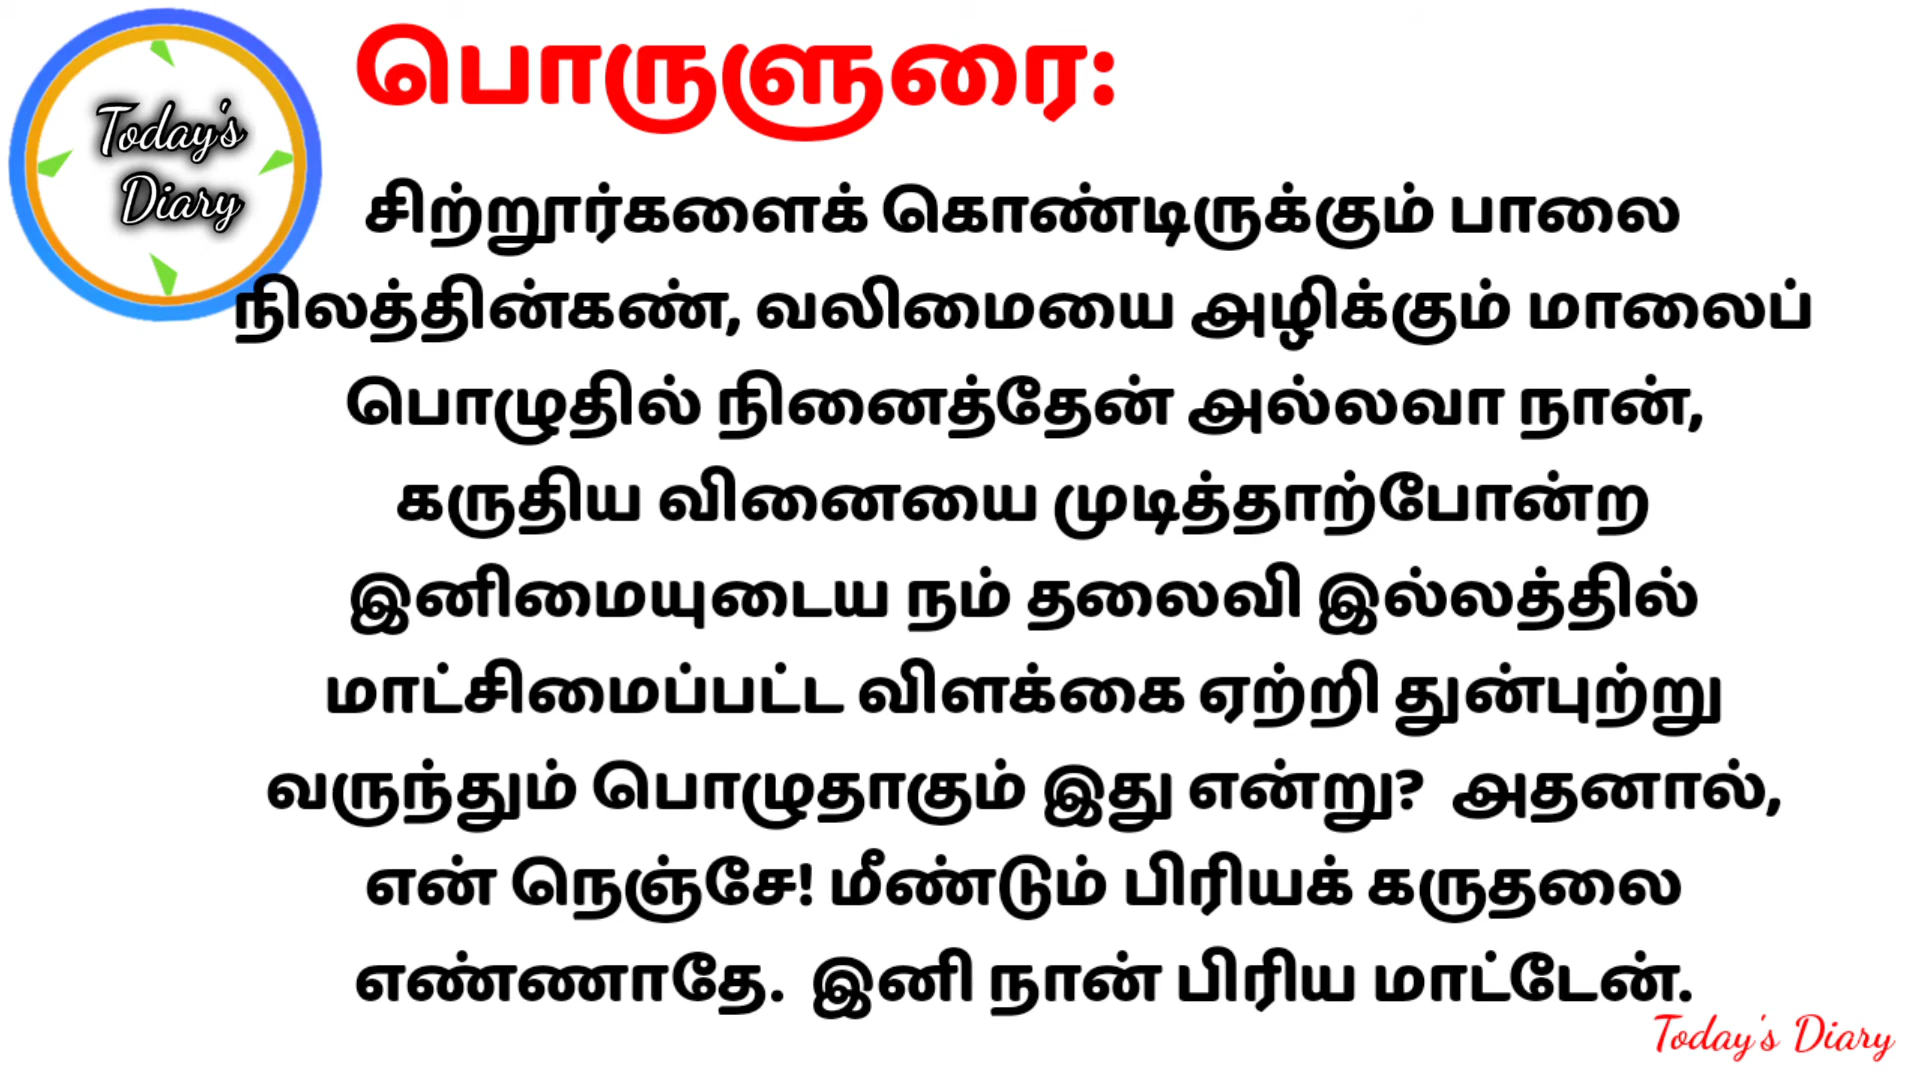 Today's
Diary
பொருளுரை:
சிற்றூர்களைக் கொண்டிருக்கும் பாலை
நிலத்தின்கண், வலிமையை அழிக்கும் மாலைப்
பொழுதில் நினைத்தேன் அல்லவா நான்,
கருதிய வினையை முடித்தாற்போன்ற
இனிமையுடைய நம் தலைவி இல்லத்தில்
மாட்சிமைப்பட்ட விளக்கை ஏற்றி துன்புற்று
வருந்தும் பொழுதாகும் இது என்று? அதனால்,
என் நெஞ்சே! மீண்டும் பிரியக் கருதலை
எண்ணாதே. இனி நான் பிரிய மாட்டேன்.
Today's Diary